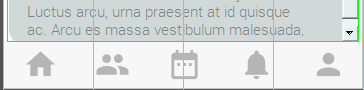 Luctus arcu, urna praesent at id quisque
ac. Arcu es massa vestibulum malesuada,